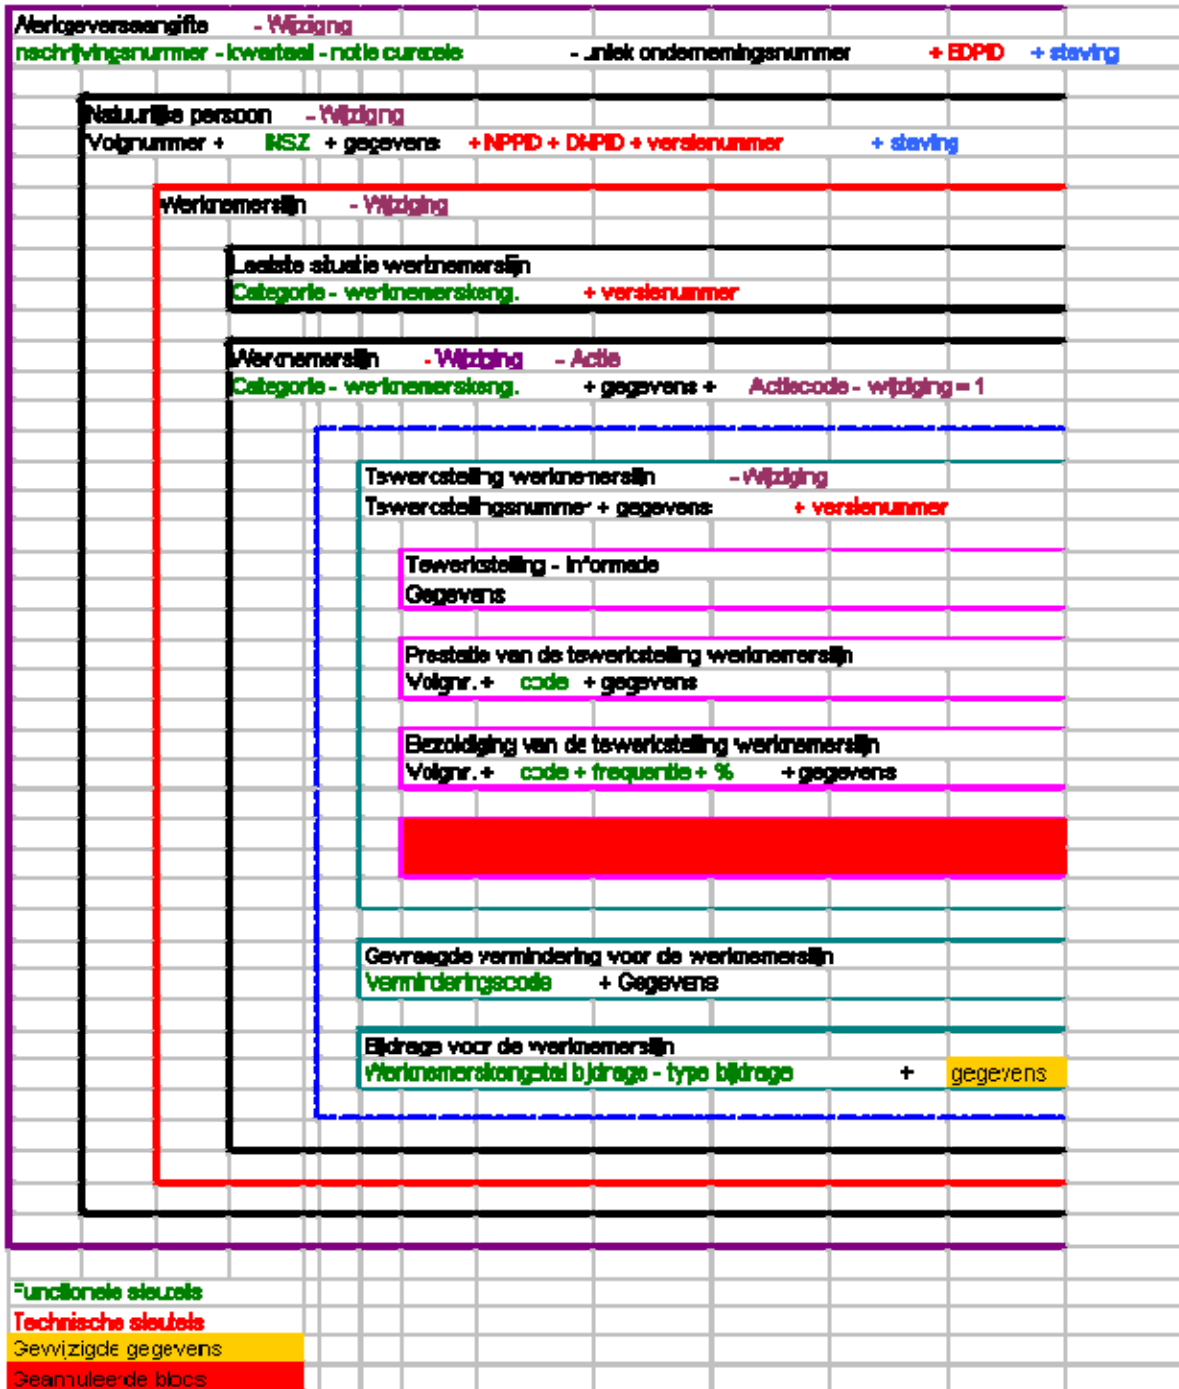 Werkgeversaangifte - Wijzigng
Inschrijvingsnummer - kwartaal - notie curatele - uniek ondernemingsnummer + EDPID + staving
Natuurlijke persoon - Wijzigng
Volgnummer + INSZ + gegevens + NPPID + DNPID + versienummer + staving
Werknemerslijn - Wijziging
Laatste situatie werknemerslijn
Categorie - werknemerskeng. + versienummer
Werknemerslijn - Wijziging - Actie
Categorie - werknemerskeng. + gegevens + Actiecode - wijziging = 1
Tewerkstelling werknemerslijn - Wijziging
Tewerkstellingsnummer + gegevens + versienummer
Tewerkstelling - Informatie
Gegevens
Prestatie van de tewerkstelling werknemerslijn
Volgnr. + code + gegevens
Bezoldiging van de tewerkstelling werknemerslijn
Volgnr. + code + frequentie + % + gegevens
Gevraagde vermindering voor de werknemerslijn
Verminderingscode + Gegevens
Bijdrage voor de werknemerslijn
Werknemerskengetal bijdrage - type bijdrage + gegevens
Functionele sleutels
Technische sleutels
Gewijzigde gegevens
Geannuleerde blocs